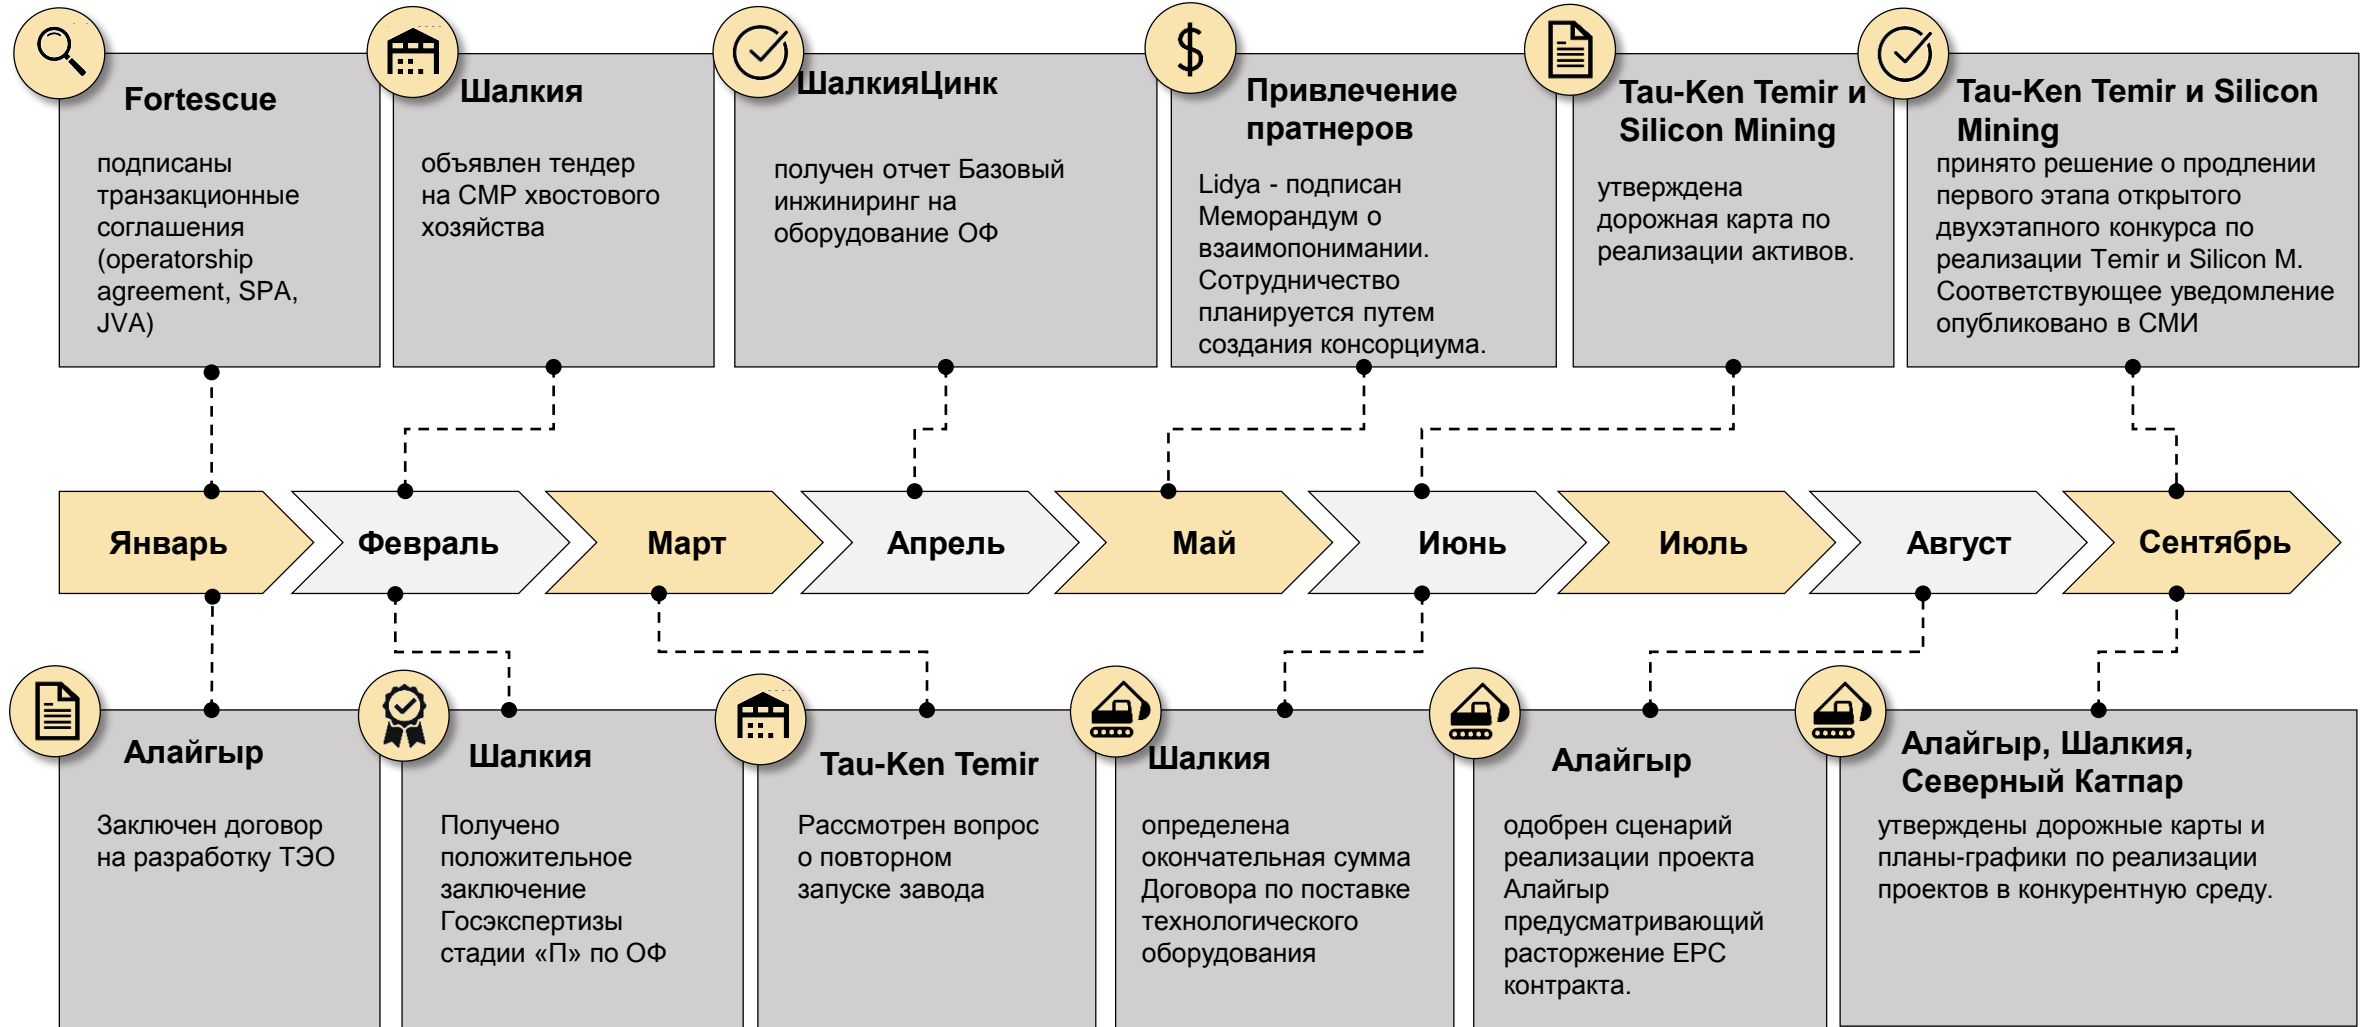 Fortescue
подписаны
транзакционные
соглашения
(operatorship
agreement, SPA,
JVA)
Шалкия
объявлен тендер
на СМР хвостового
хозяйства
ШалкияЦинк
получен отчет Базовый
инжиниринг на
оборудование ОФ
Привлечение
пратнеров
Lidya - подписан
Меморандум о
взаимопонимании.
Сотрудничество
планируется путем
создания консорциума.
Tau-Ken Temir и
Silicon Mining
утверждена
дорожная карта по
реализации активов.
Tau-Ken Temir и Silicon
Mining
принято решение о продлении
первого этапа открытого
двухэтапного конкурса по
реализации Temir и Silicon M.
Соответствующее уведомление
опубликовано в СМИ
Январь
Февраль
Март
Апрель
Май
Июнь
Июль
Август
Сентябрь
Алайгыр
Заключен договор
на разработку ТЭО
Шалкия
Получено
положительное
заключение
Госэкспертизы
стадии «П» по ОФ
Tau-Ken Temir
Рассмотрен вопрос
о повторном
запуске завода
Шалкия
определена
окончательная сумма
Договора по поставке
технологического
оборудования
Алайгыр
одобрен сценарий
реализации проекта
Алайгыр
предусматривающий
расторжение EPC
контракта.
Алайгыр, Шалкия,
Северный Катпар
утверждены дорожные карты и
планы-графики по реализации
проектов в конкурентную среду.